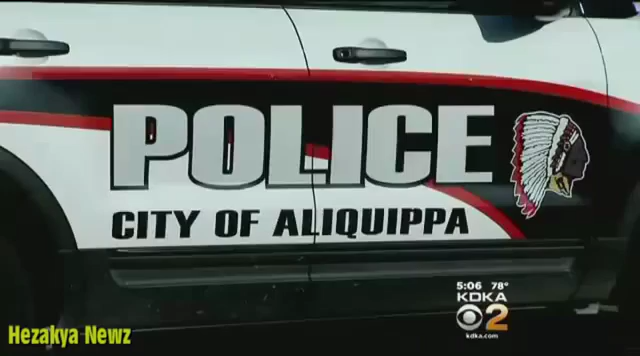 POLICE
CITY OF ALIQUIPPA
5:06 78°
KDKA
2
kdka.com
Hezakya Newz